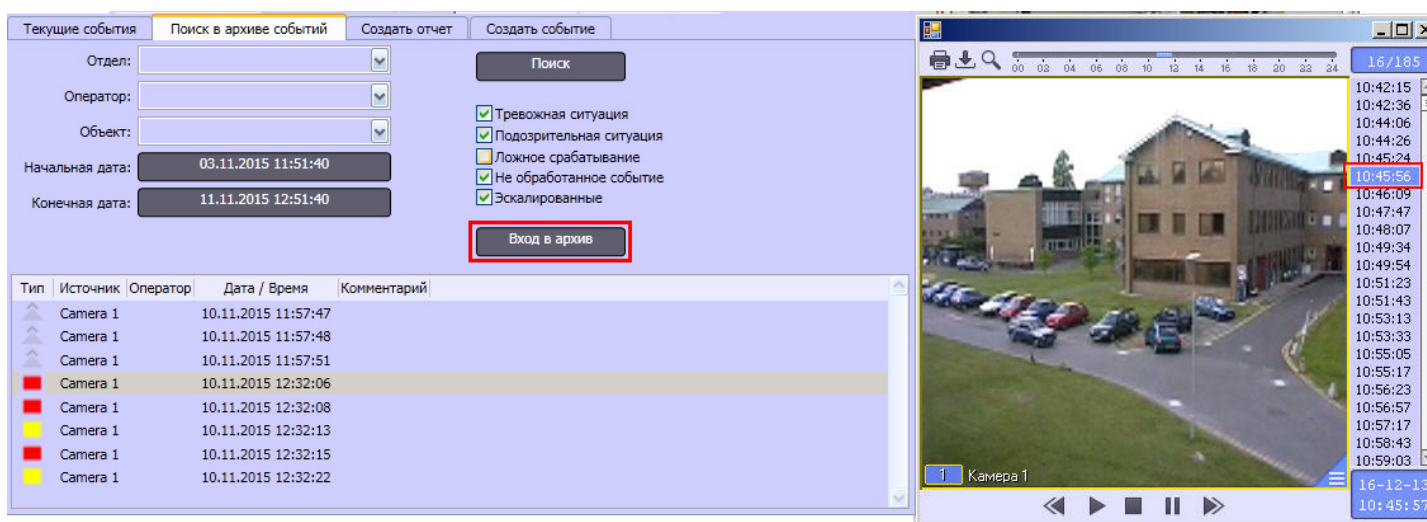 Текущие события Поиск в архиве событий Создать отчет Создать событие
Отдел:
Оператор:
Объект:
Начальная дата: 03.11.2015 11:51:40
Конечная дата: 11.11.2015 12:51:40
Поиск
Тревожная ситуация
Подозрительная ситуация
Ложное срабатывание
Не обработанное событие
Эскалированные
Вход в архив
Тип Источник Оператор Дата / Время Комментарий
Camera 1 10.11.2015 11:57:47
Camera 1 10.11.2015 11:57:48
Camera 1 10.11.2015 11:57:51
Camera 1 10.11.2015 12:32:06
Camera 1 10.11.2015 12:32:08
Camera 1 10.11.2015 12:32:13
Camera 1 10.11.2015 12:32:15
Camera 1 10.11.2015 12:32:22
00 02 04 06 08 10 12 14 16 18 20 22 24
16/185
10:42:15
10:42:36
10:44:06
10:44:26
10:45:24
10:45:56
10:46:09
10:47:47
10:48:07
10:49:34
10:49:54
10:51:23
10:51:43
10:53:13
10:53:33
10:55:05
10:55:17
10:56:23
10:56:57
10:57:17
10:58:43
10:59:03
1 Камера 1
16-12-13
10:45:57